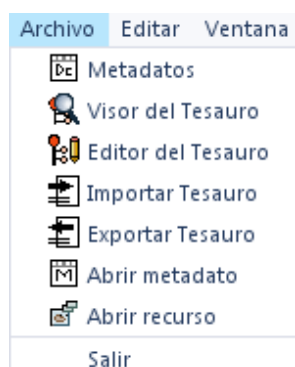 Archivo Editar Ventana
Dc Metadatos
Visor del Tesauro
Editor del Tesauro
Importar Tesauro
Exportar Tesauro
M Abrir metadato
Abrir recurso
Salir